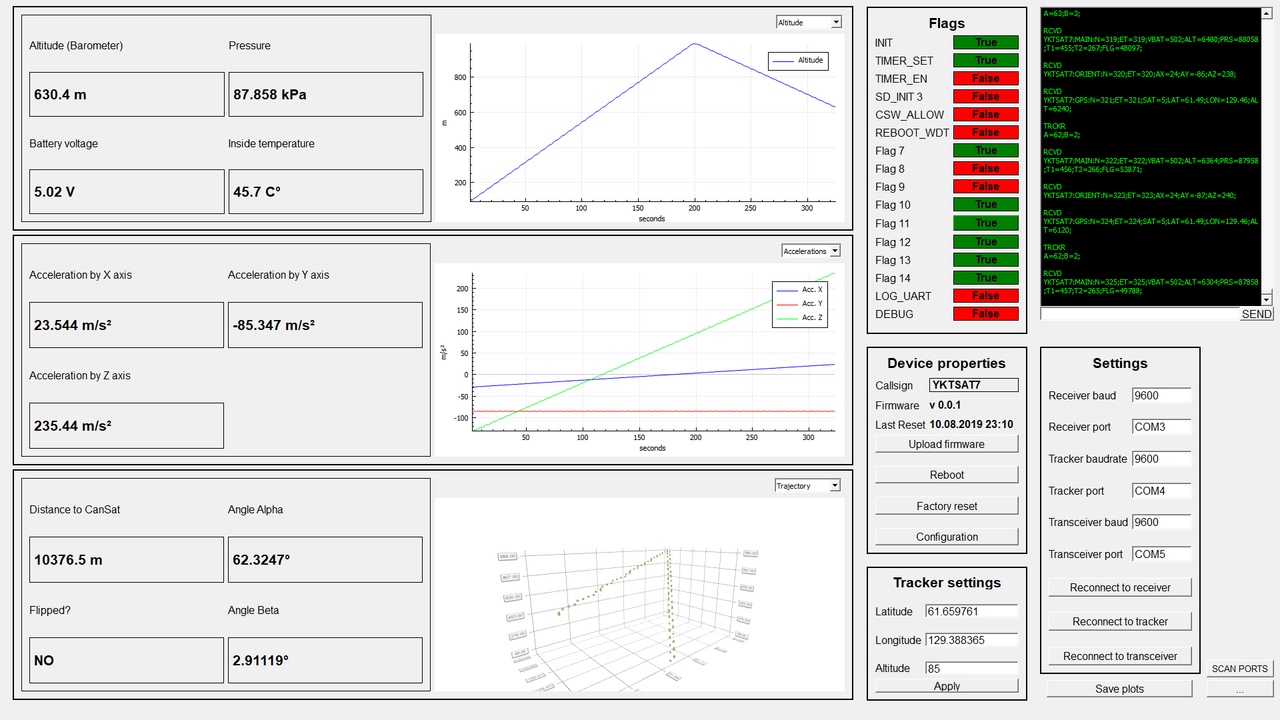 Altitude (Barometer)
Pressure
630.4 m
87.858 kPa
Battery voltage
Inside temperature
5.02 V
45.7 C°
Altitude
Altitude
m
800
600
400
200
50
100
150
200
250
300
seconds
Acceleration by X axis
Acceleration by Y axis
23.544 m/s²
-85.347 m/s²
Acceleration by Z axis
235.44 m/s²
Accelerations
Acc. X
Acc. Y
Acc. Z
m/s²
200
150
100
50
0
-50
-100
50
100
150
200
250
300
seconds
Distance to CanSat
Angle Alpha
10376.5 m
62.3247°
Flipped?
Angle Beta
NO
2.91119°
Trajectory
Flags
INIT True
TIMER_SET True
TIMER_EN False
SD_INIT 3 False
CSW_ALLOW False
REBOOT_WDT False
Flag 7 True
Flag 8 False
Flag 9 False
Flag 10 True
Flag 11 True
Flag 12 True
Flag 13 True
Flag 14 True
LOG_UART False
DEBUG False
Device properties
Callsign YKTSAT7
Firmware v 0.0.1
Last Reset 10.08.2019 23:10
Upload firmware
Reboot
Factory reset
Configuration
Tracker settings
Latitude 61.659761
Longitude 129.388365
Altitude 85
Apply
A=63;B=3;
RCVD
YKTSAT7:MAIN:N=319;ET=319;VBAT=502;ALT=6480;PRS=88058
;T1=455;T2=267;FLG=48097;
RCVD
YKTSAT7:ORIENT:N=320;ET=320;AX=24;AY=-86;AZ=238;
RCVD
YKTSAT7:GPS:N=321;ET=321;SAT=5;LAT=61.49;LON=129.46;AL
T=6240;
TRCKR
A=62;B=2;
RCVD
YKTSAT7:MAIN:N=322;ET=322;VBAT=502;ALT=6364;PRS=87958
;T1=456;T2=266;FLG=53871;
RCVD
YKTSAT7:ORIENT:N=323;ET=323;AX=24;AY=-87;AZ=240;
RCVD
YKTSAT7:GPS:N=324;ET=324;SAT=5;LAT=61.49;LON=129.46;AL
T=6120;
TRCKR
A=62;B=2;
RCVD
YKTSAT7:MAIN:N=325;ET=325;VBAT=502;ALT=6304;PRS=87858
;T1=457;T2=265;FLG=49788;
SEND
Settings
Receiver baud 9600
Receiver port COM3
Tracker baudrate 9600
Tracker port COM4
Transceiver baud 9600
Transceiver port COM5
Reconnect to receiver
Reconnect to tracker
Reconnect to transceiver
Save plots
SCAN PORTS
...